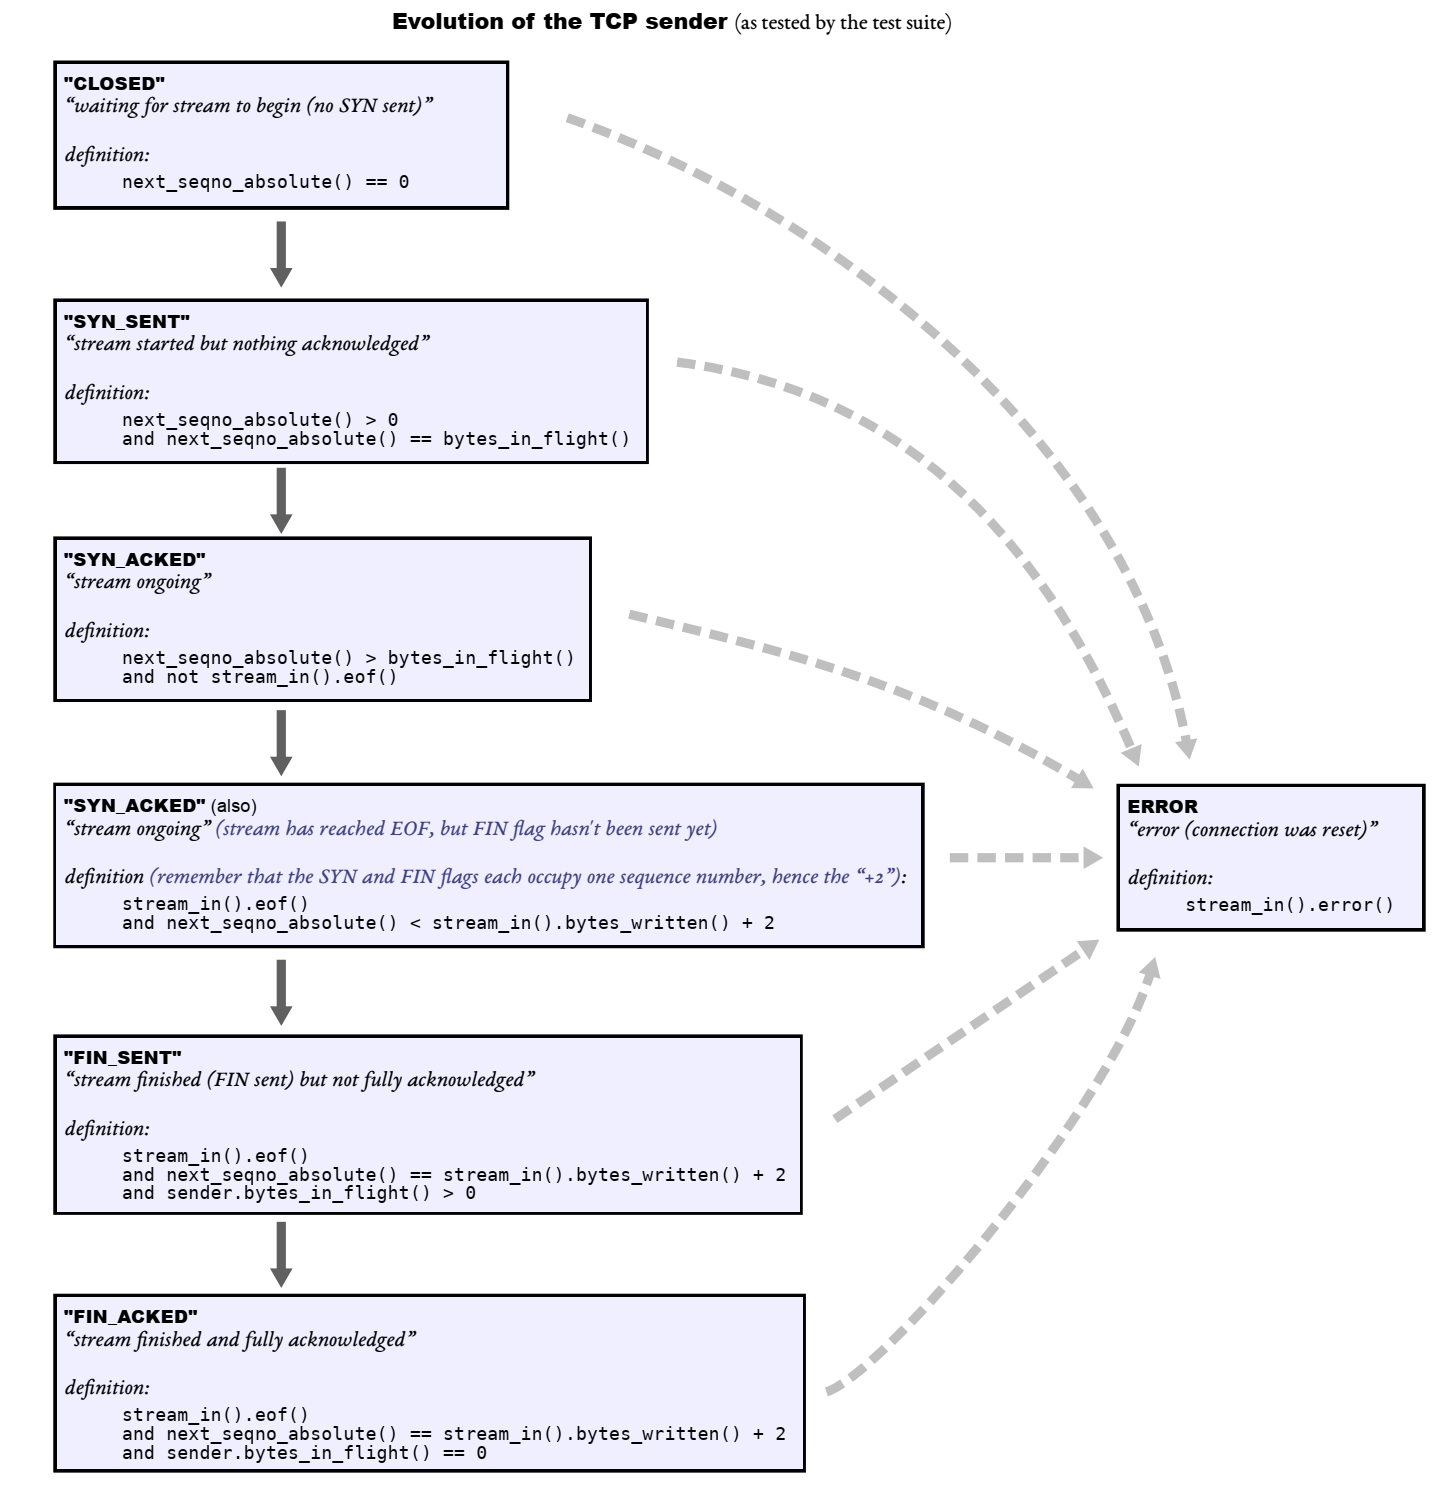 Evolution of the TCP sender (as tested by the test suite)
"CLOSED"
“waiting for stream to begin (no SYN sent)”
definition:
next_seqno_absolute() == 0
"SYN_SENT"
“stream started but nothing acknowledged”
definition:
next_seqno_absolute() > 0
and next_seqno_absolute() == bytes_in_flight()
"SYN_ACKED"
“stream ongoing”
definition:
next_seqno_absolute() > bytes_in_flight()
and not stream_in().eof()
"SYN_ACKED" (also)
“stream ongoing” (stream has reached EOF, but FIN flag hasn't been sent yet)
definition (remember that the SYN and FIN flags each occupy one sequence number, hence the “+2”):
stream_in().eof()
and next_seqno_absolute() < stream_in().bytes_written() + 2
ERROR
“error (connection was reset)”
definition:
stream_in().error()
"FIN_SENT"
“stream finished (FIN sent) but not fully acknowledged”
definition:
stream_in().eof()
and next_seqno_absolute() == stream_in().bytes_written() + 2
and sender.bytes_in_flight() > 0
"FIN_ACKED"
“stream finished and fully acknowledged”
definition:
stream_in().eof()
and next_seqno_absolute() == stream_in().bytes_written() + 2
and sender.bytes_in_flight() == 0